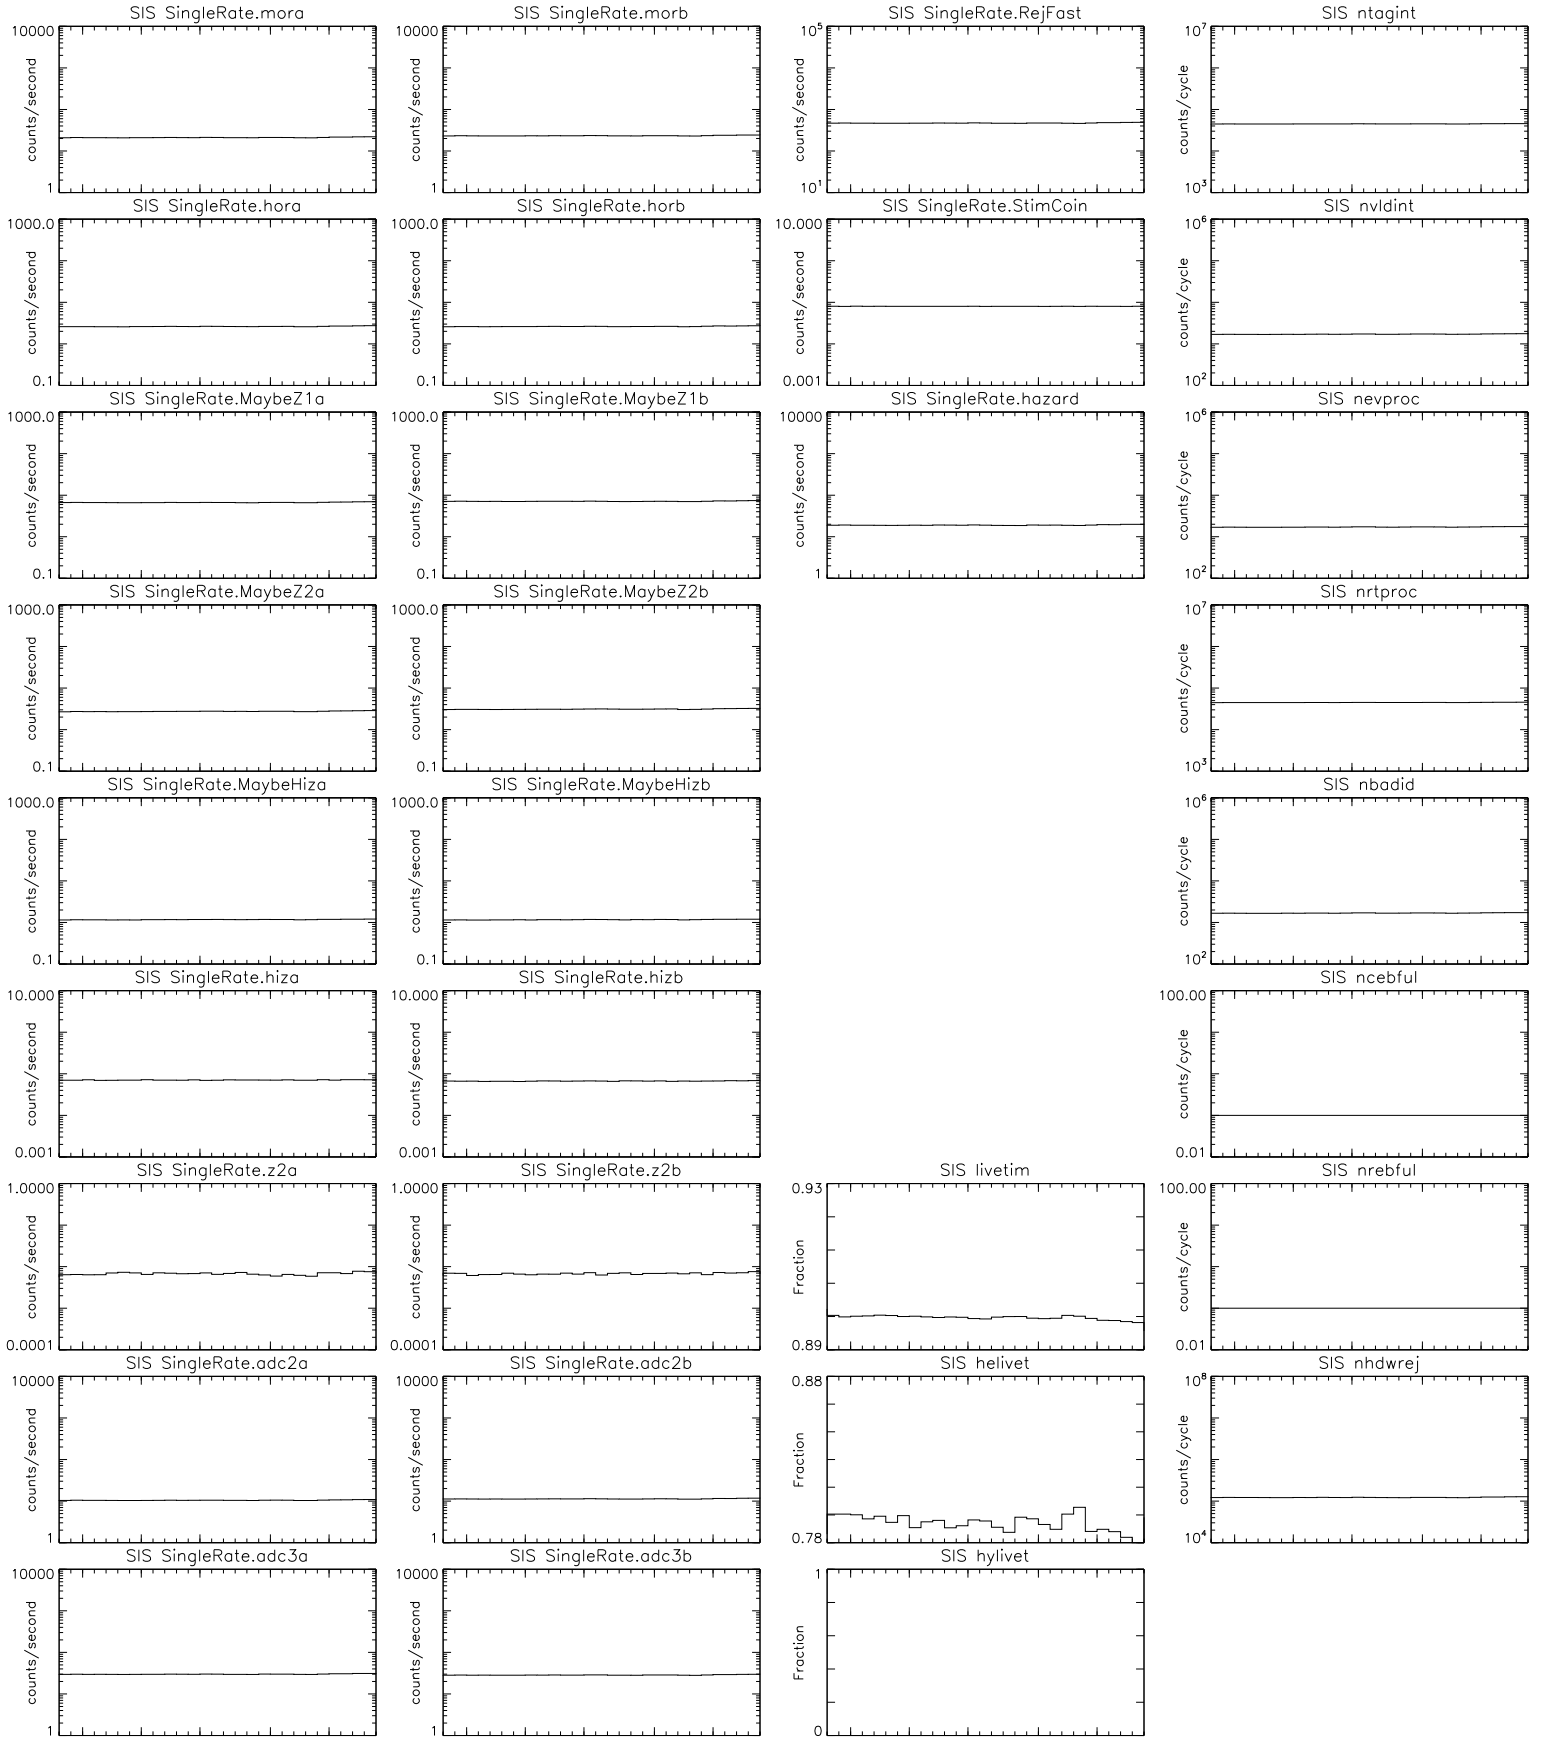 SIS SingleRate.mora
10000
counts/second
1
SIS SingleRate.morb
10000
counts/second
1
SIS SingleRate.RejFast
10^5
counts/second
10^1
SIS ntagint
10^7
counts/cycle
10^3
SIS SingleRate.hora
1000.0
counts/second
0.1
SIS SingleRate.horb
1000.0
counts/second
0.1
SIS SingleRate.StimCoin
10.000
counts/second
0.001
SIS nvldint
10^6
counts/cycle
10^2
SIS SingleRate.MaybeZ1a
1000.0
counts/second
0.1
SIS SingleRate.MaybeZ1b
1000.0
counts/second
0.1
SIS SingleRate.hazard
10000
counts/second
1
SIS nevproc
10^6
counts/cycle
10^2
SIS SingleRate.MaybeZ2a
1000.0
counts/second
0.1
SIS SingleRate.MaybeZ2b
1000.0
counts/second
0.1
SIS nrtproc
10^7
counts/cycle
10^3
SIS SingleRate.MaybeHiza
1000.0
counts/second
0.1
SIS SingleRate.MaybeHizb
1000.0
counts/second
0.1
SIS nbadid
10^6
counts/cycle
10^2
SIS SingleRate.hiza
10.000
counts/second
0.001
SIS SingleRate.hizb
10.000
counts/second
0.001
SIS ncebful
100.00
counts/cycle
0.01
SIS SingleRate.z2a
1.0000
counts/second
0.0001
SIS SingleRate.z2b
1.0000
counts/second
0.0001
SIS livetim
0.93
Fraction
0.89
SIS nrebful
100.00
counts/cycle
0.01
SIS SingleRate.adc2a
10000
counts/second
1
SIS SingleRate.adc2b
10000
counts/second
1
SIS helivet
0.88
Fraction
0.78
SIS nhdwrej
10^8
counts/cycle
10^4
SIS SingleRate.adc3a
10000
counts/second
1
SIS SingleRate.adc3b
10000
counts/second
1
SIS hylivet
1
Fraction
0